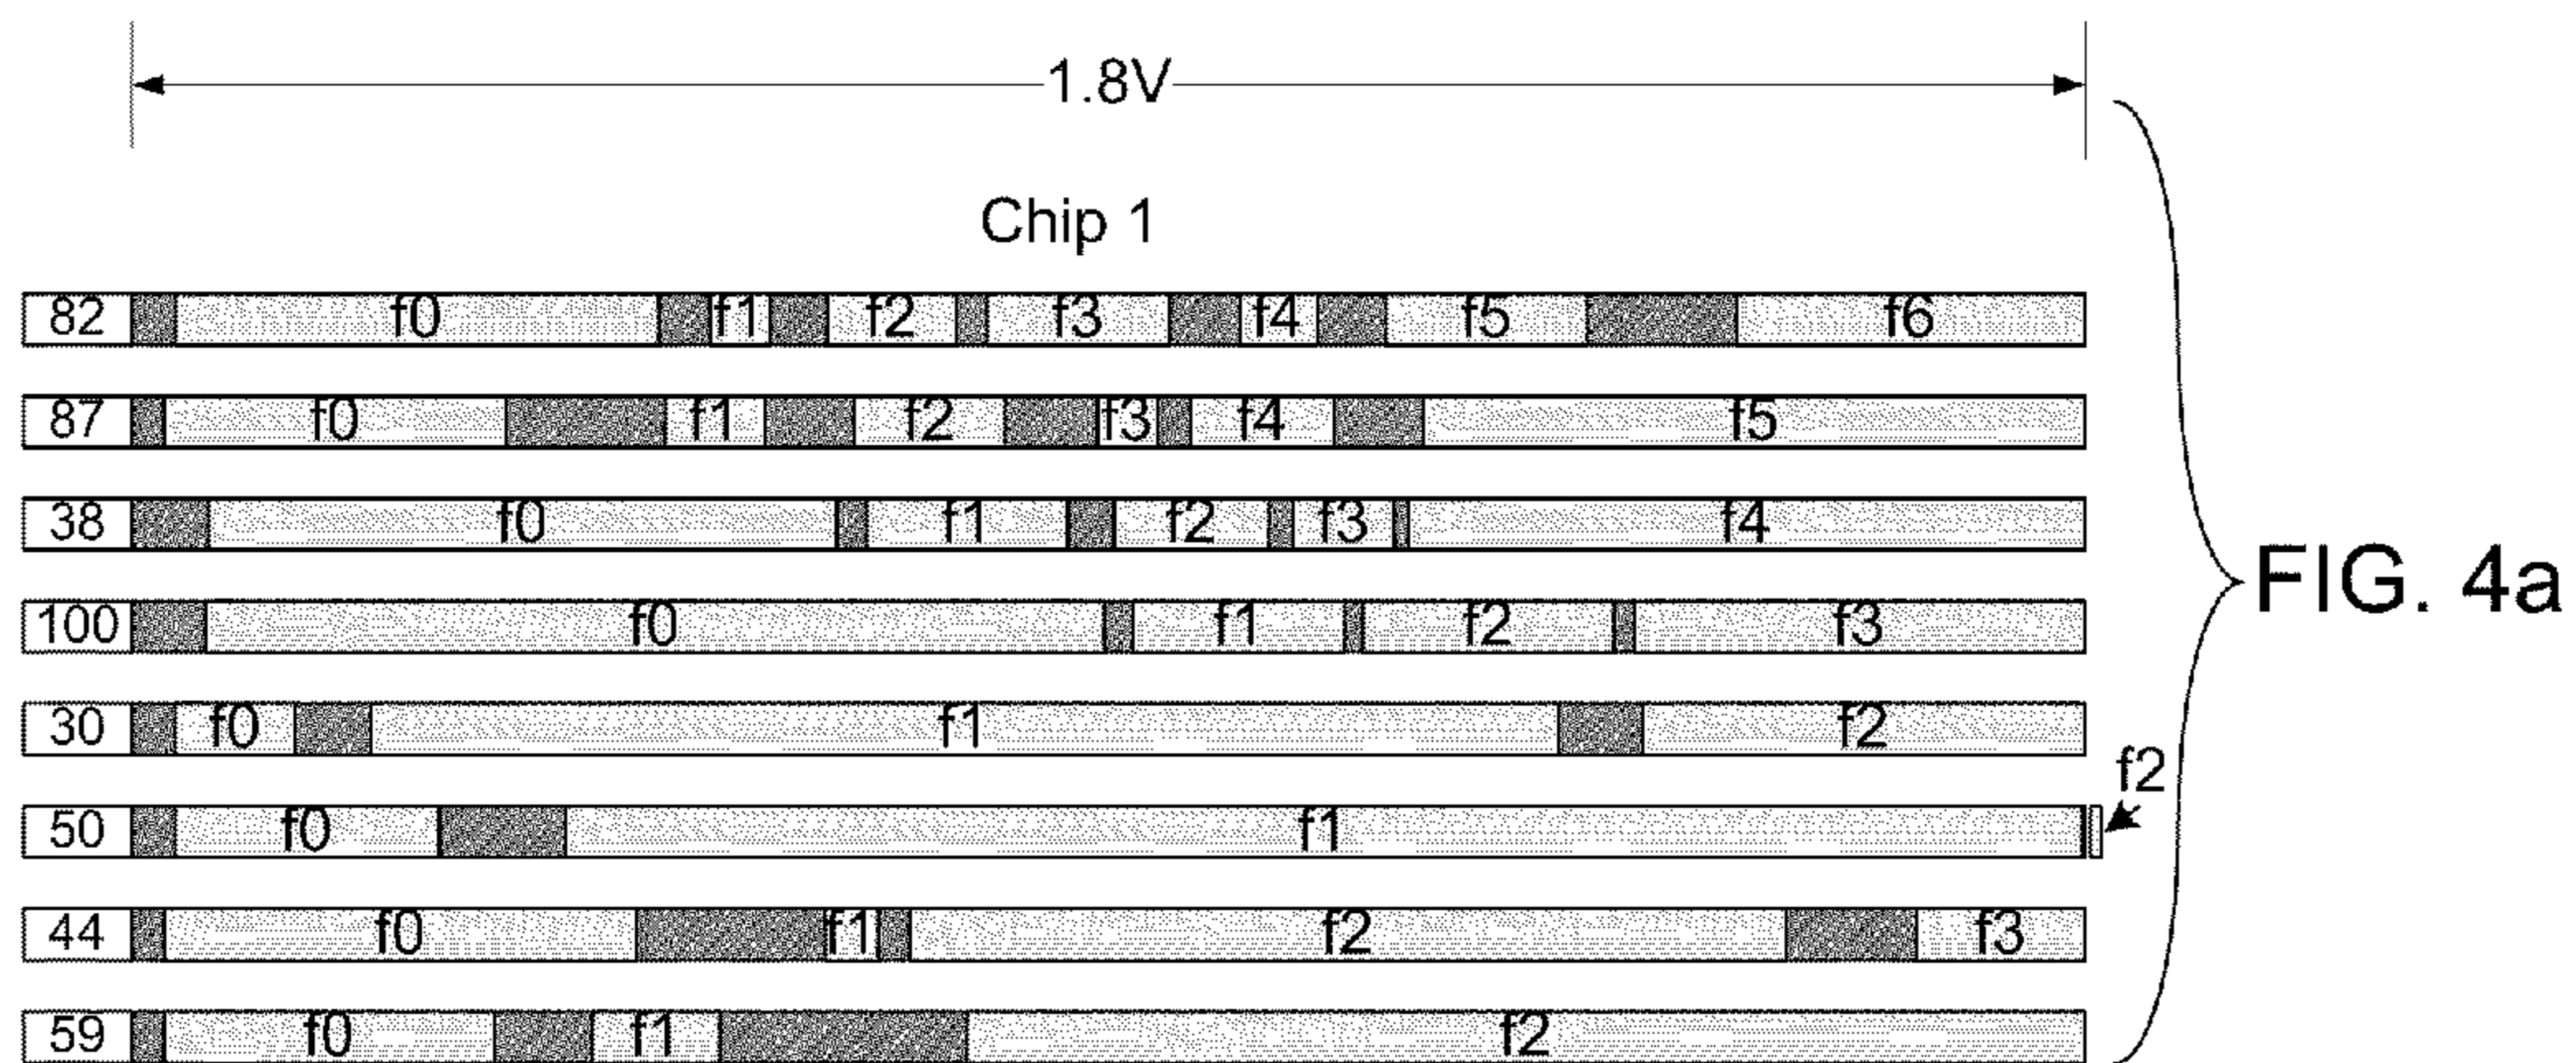 1.8V
Chip 1
82 f0 f1 f2 f3 f4 f5 f6
87 f0 f1 f2 f3 f4 f5
38 f0 f1 f2 f3 f4
100 f0 f1 f2 f3
FIG. 4a
30 f0 f1 f2
f2
50 f0 f1
44 f0 f1 f2 f3
59 f0 f1 f2